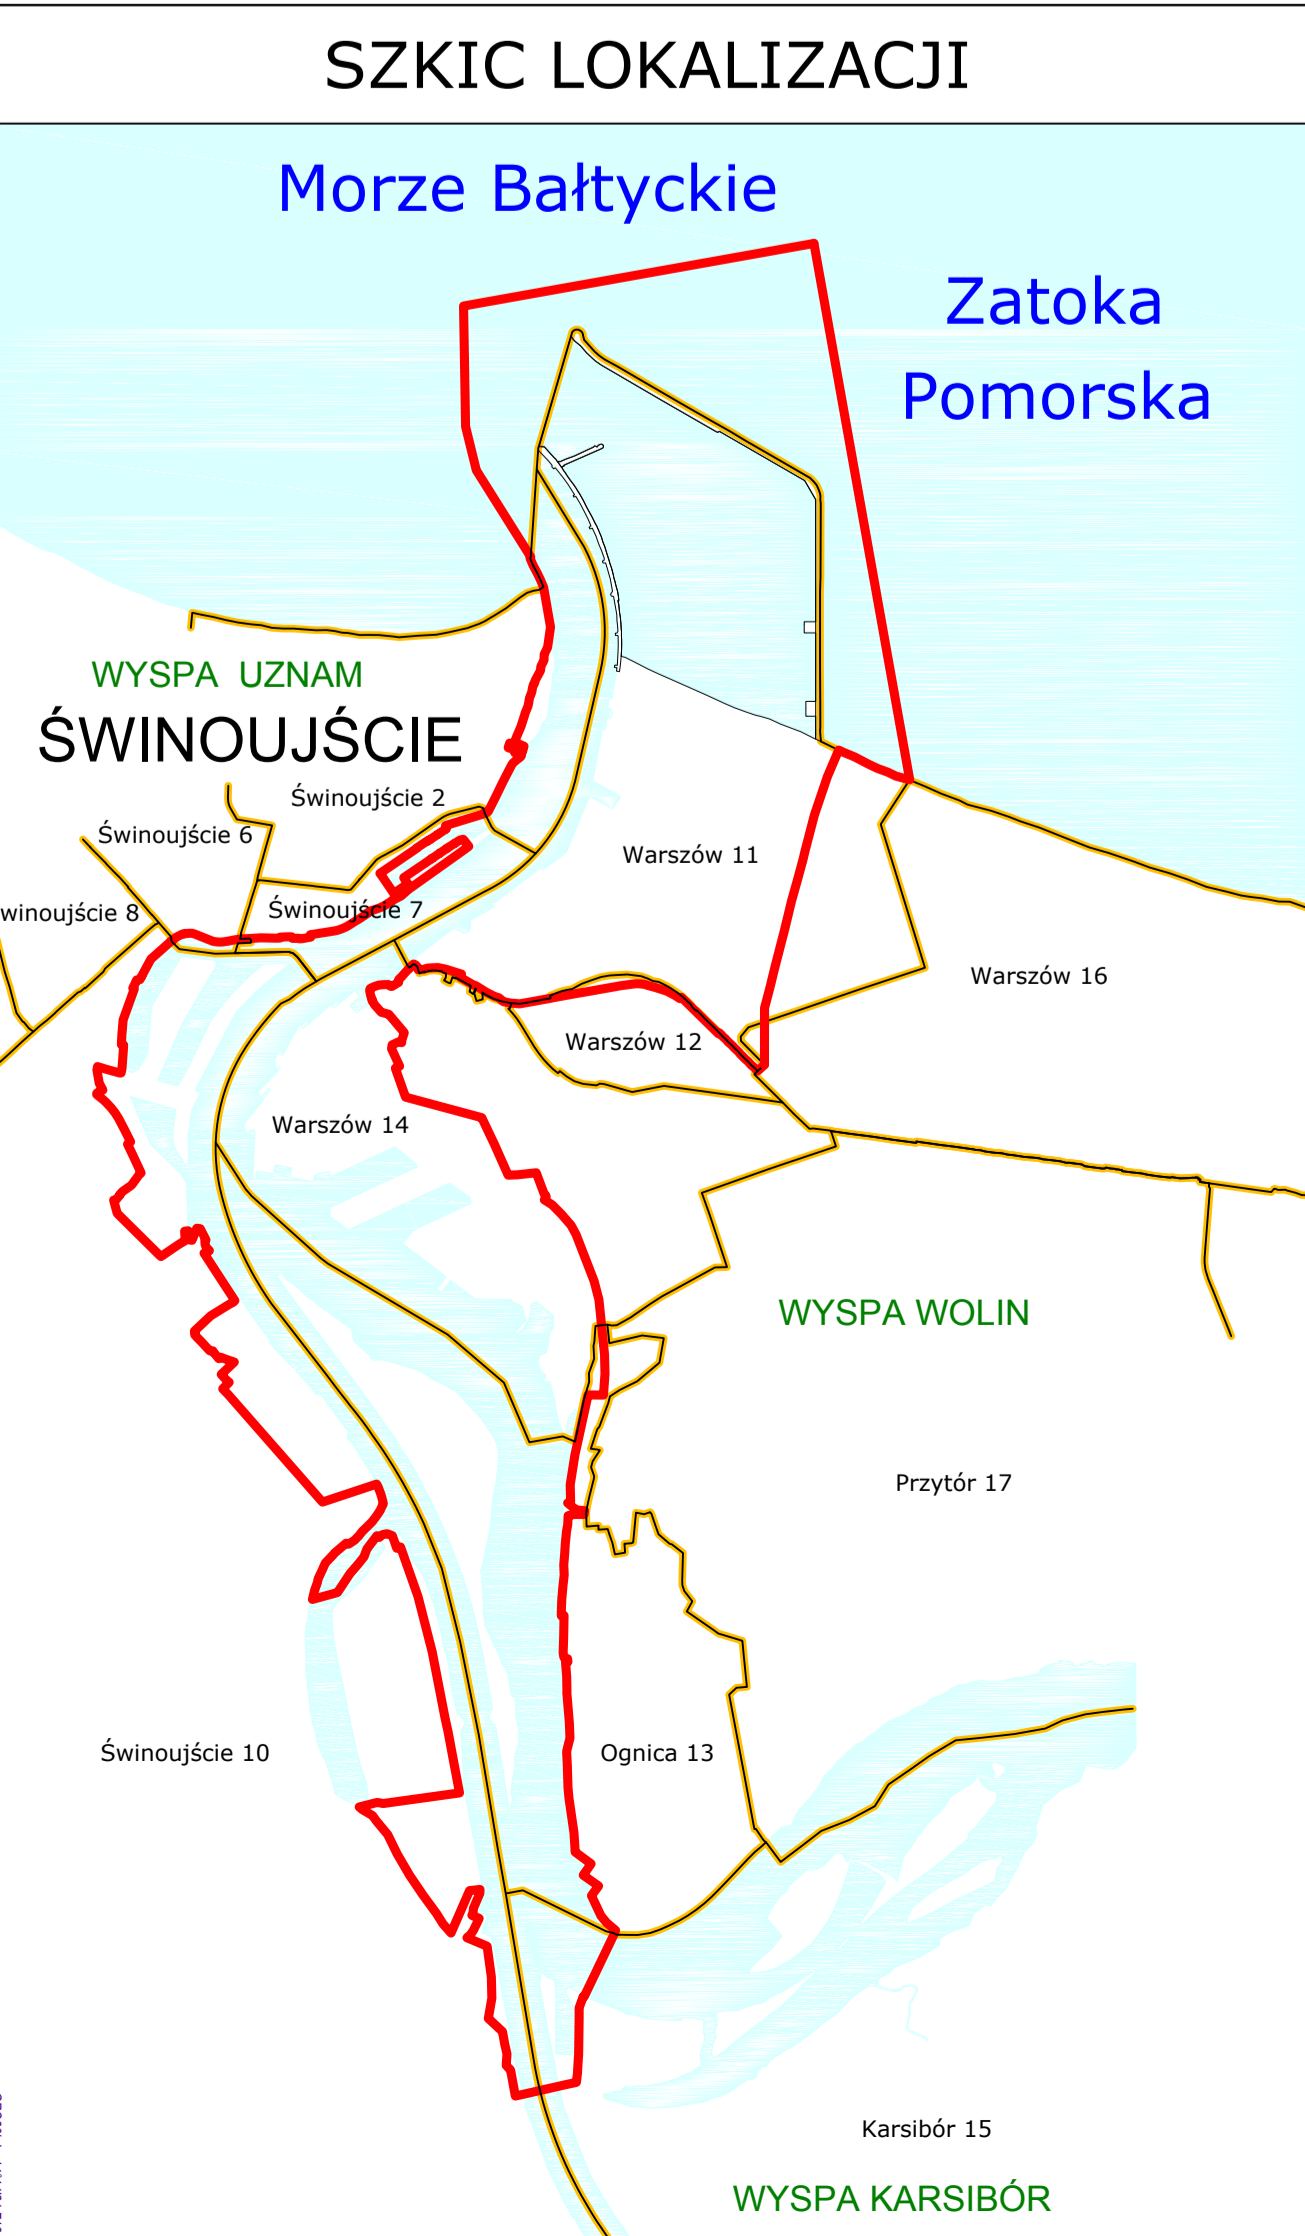 SZKIC LOKALIZACJI
Morze Bałtyckie
Zatoka
Pomorska
WYSPA UZNAM
ŚWINOUJŚCIE
Świnoujście 2
Świnoujście 6
Warszów 11
winoujście 8
Świnoujście 7
Warszów 16
Warszów 12
Warszów 14
WYSPA WOLIN
Przytór 17
Świnoujście 10
Ognica 13
Karsibór 15
WYSPA KARSIBÓR